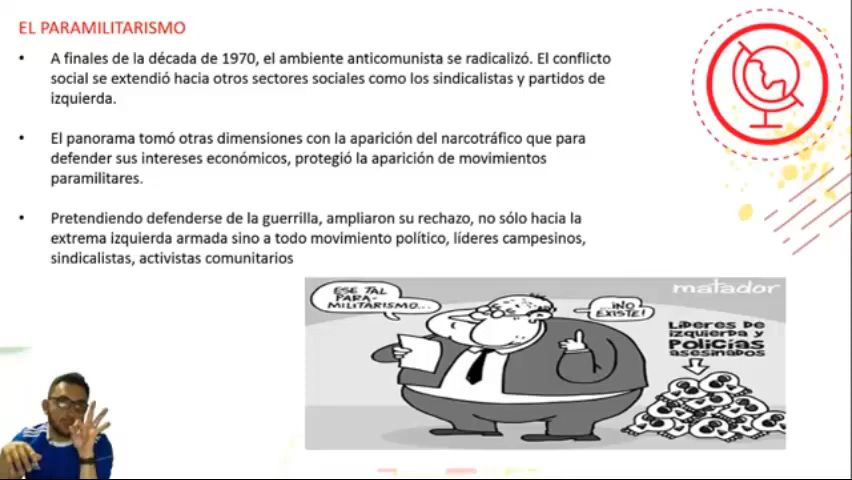 EL PARAMILITARISMO
• A finales de la década de 1970, el ambiente anticomunista se radicalizó. El conflicto
social se extendió hacia otros sectores sociales como los sindicalistas y partidos de
izquierda.
• El panorama tomó otras dimensiones con la aparición del narcotráfico que para
defender sus intereses económicos, protegió la aparición de movimientos
paramilitares.
• Pretendiendo defenderse de la guerrilla, ampliaron su rechazo, no sólo hacia la
extrema izquierda armada sino a todo movimiento político, líderes campesinos,
sindicalistas, activistas comunitarios
ESE TAL
PARA-
MILITARISMO...
¡NO
EXISTE!
matador
LíDERES DE
izquierda y
POLICíAS
asesinados